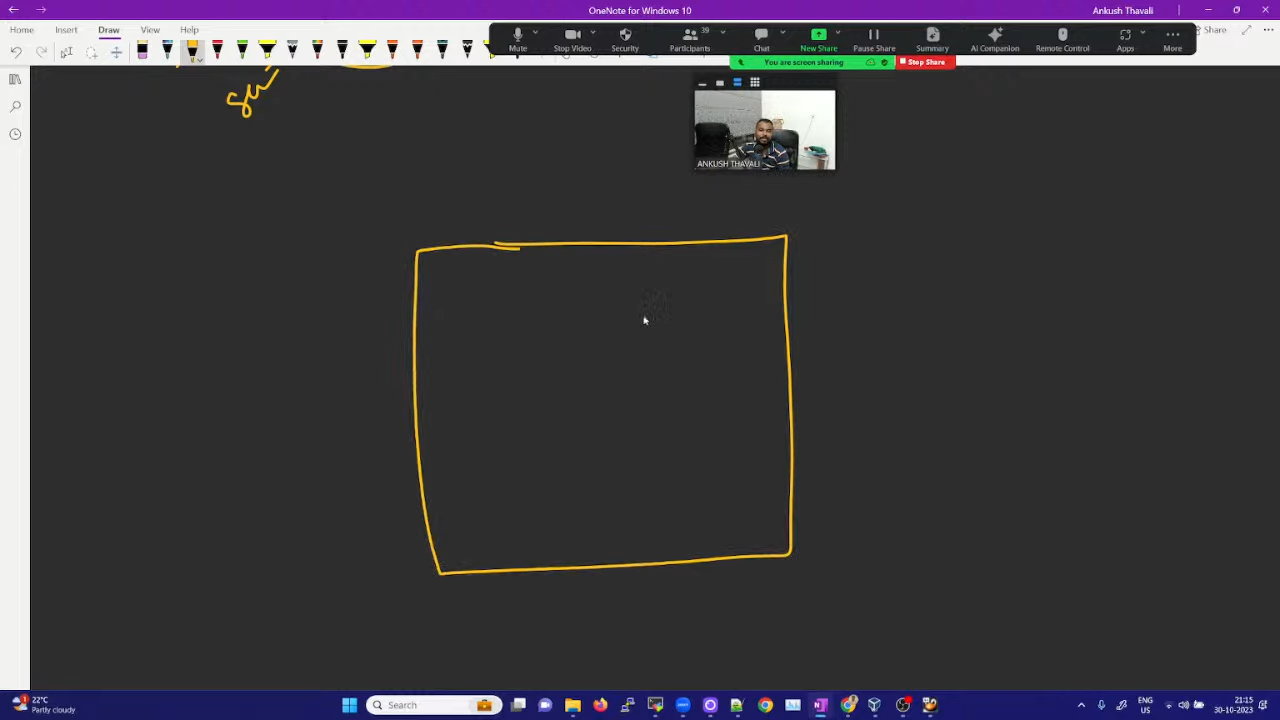 OneNote for Windows 10
Ankush Thavali
Home Insert Draw View Help
Share
39
Mute Stop Video Security Participants Chat New Share Pause Share Summary AI Companion Remote Control Apps More
You are screen sharing Stop Share
ANKUSH THAVALI
1
22°C
Partly cloudy
Search
ENG
US
21:15
30-10-2023